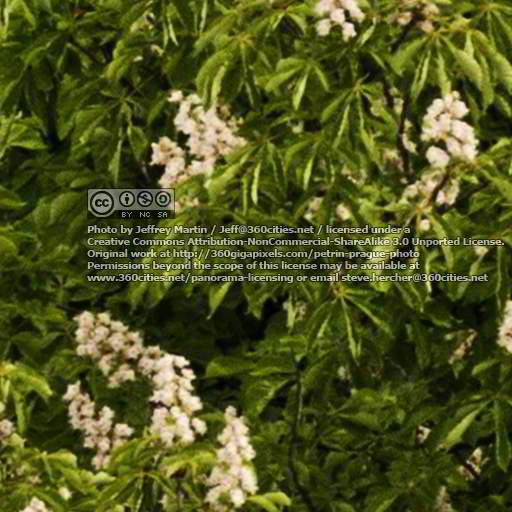 cc
BY NC SA
Photo by Jeffrey Martin / Jeff@360cities.net / licensed under a
Creative Commons Attribution-NonCommercial-ShareAlike 3.0 Unported License.
Original work at http://360gigapixels.com/petrin-prague-photo
Permissions beyond the scope of this license may be available at
www.360cities.net/panorama-licensing or email steve.hercher@360cities.net